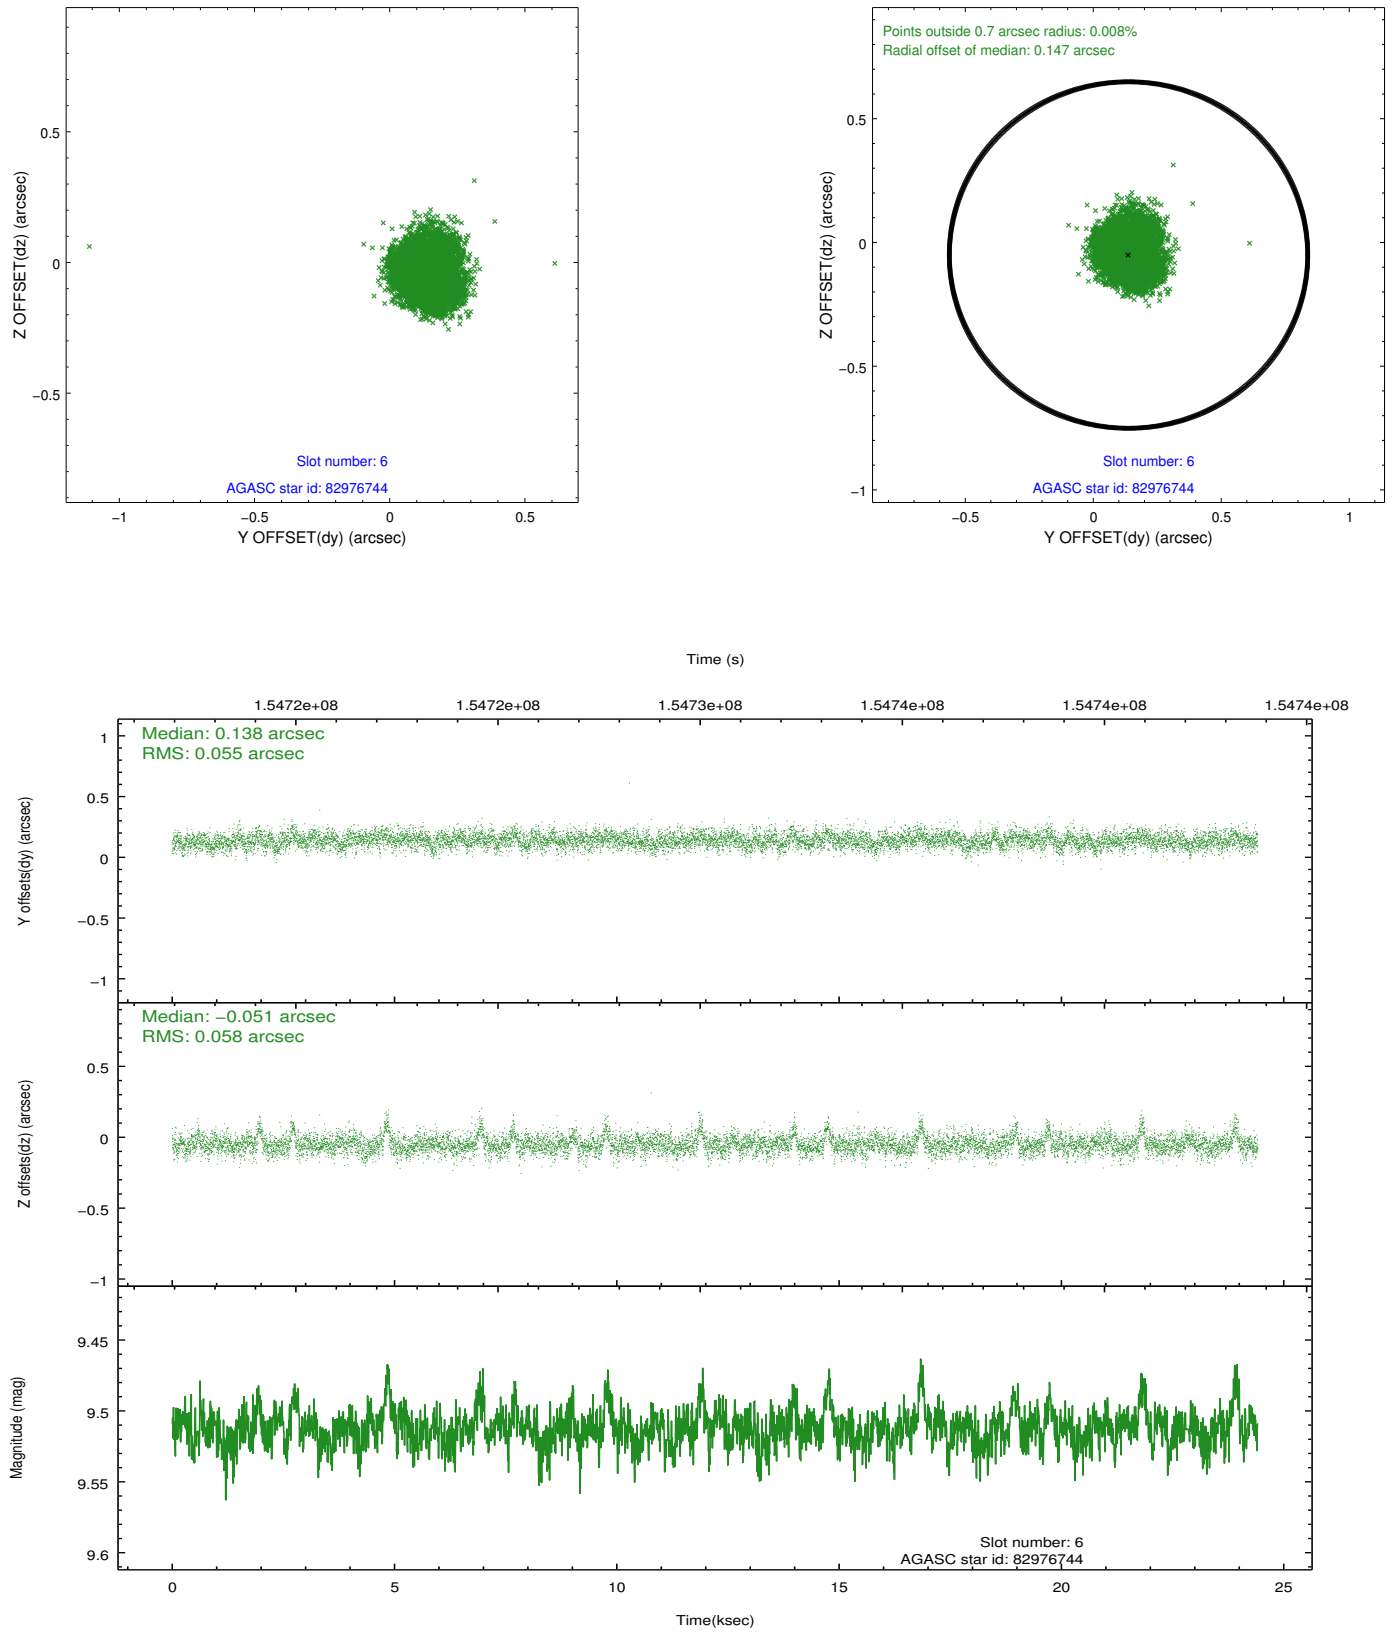 0.5
0
−0.5
Z OFFSET(dz) (arcsec)
Slot number: 6
AGASC star id: 82976744
−1 −0.5 0 0.5
Y OFFSET(dy) (arcsec)
Points outside 0.7 arcsec radius: 0.008%
Radial offset of median: 0.147 arcsec
0.5
0
−0.5
−1
Z OFFSET(dz) (arcsec)
Slot number: 6
AGASC star id: 82976744
−0.5 0 0.5 1
Y OFFSET(dy) (arcsec)
Time (s)
1.5472e+08 1.5472e+08 1.5473e+08 1.5474e+08 1.5474e+08 1.5474e+08
Median: 0.138 arcsec
RMS: 0.055 arcsec
1
0.5
0
−0.5
−1
Y offsets(dy) (arcsec)
Median: −0.051 arcsec
RMS: 0.058 arcsec
0.5
0
−0.5
−1
Z offsets(dz) (arcsec)
9.45
9.5
9.55
9.6
Magnitude (mag)
Slot number: 6
AGASC star id: 82976744
0 5 10 15 20 25
Time(ksec)